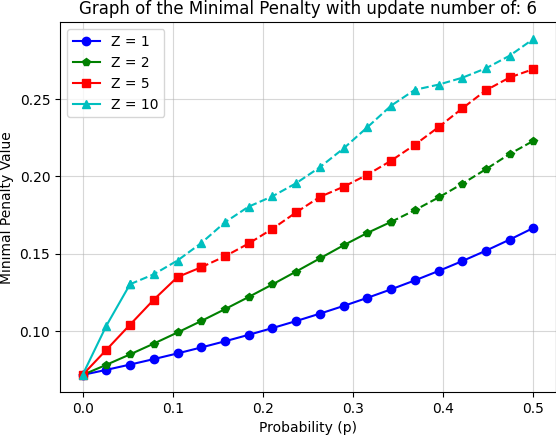 Graph of the Minimal Penalty with update number of: 6
Z = 1
Z = 2
Z = 5
Z = 10
Minimal Penalty Value
0.25
0.20
0.15
0.10
0.0 0.1 0.2 0.3 0.4 0.5
Probability (p)